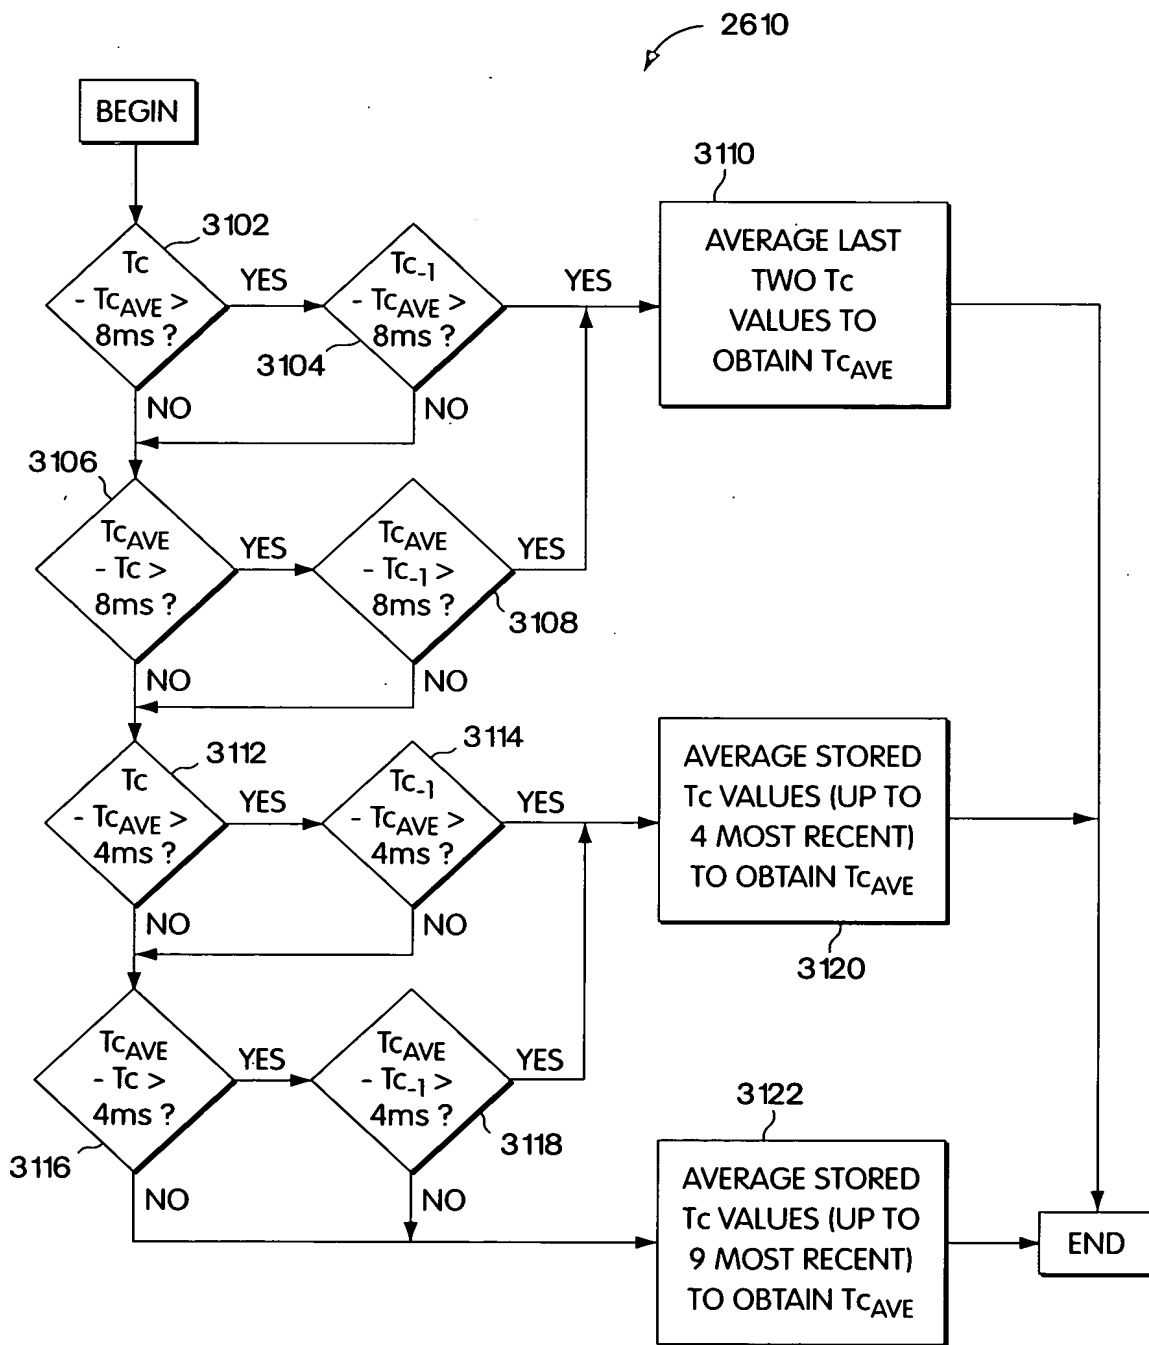 2610
BEGIN
3102
Tc
- TcAVE >
8ms ?
YES
NO
Tc-1
- TcAVE >
8ms ?
3104
YES
NO
3110
AVERAGE LAST
TWO Tc
VALUES TO
OBTAIN TcAVE
3106
TcAVE
- Tc >
8ms ?
YES
NO
TcAVE
- Tc-1 >
8ms ?
3108
YES
NO
3112
Tc
- TcAVE >
4ms ?
YES
NO
3114
Tc-1
- TcAVE >
4ms ?
YES
NO
AVERAGE STORED
Tc VALUES (UP TO
4 MOST RECENT)
TO OBTAIN TcAVE
3120
TcAVE
- Tc >
4ms ?
3116
YES
NO
TcAVE
- Tc-1 >
4ms ?
3118
YES
NO
3122
AVERAGE STORED
Tc VALUES (UP TO
9 MOST RECENT)
TO OBTAIN TcAVE
END